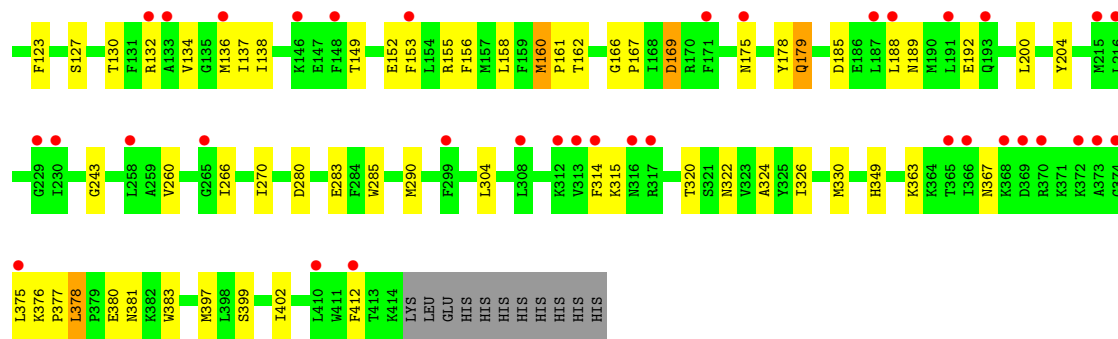 F123 S127 T130 F131 R132 A133 V134 G135 M136 I137 I138 K146 E147 F148 T149 E152 F153 L154 R155 F156 M157 L158 F159 M160 P161 T162 G166 P167 I168 D169 R170 F171 N175 Y178 Q179 D185 E186 L187 L188 N189 M190 L191 E192 Q193 L200 Y204 M215
G229 I230 G243 L258 A259 V260 G265 I266 I270 D280 E283 F284 W285 M290 F299 L304 L308 K312 V313 F314 K315 N316 R317 T320 S321 N322 V323 A324 Y325 I326 M330 H349 K363 K364 T365 I366 N367 K368 D369 R370 K371 K372 A373
L375 K376 P377 L378 P379 E380 N381 K382 W383 M397 L398 S399 I402 L410 W411 F412 T413 K414 LYS LEU GLU HIS HIS HIS HIS HIS HIS HIS HIS